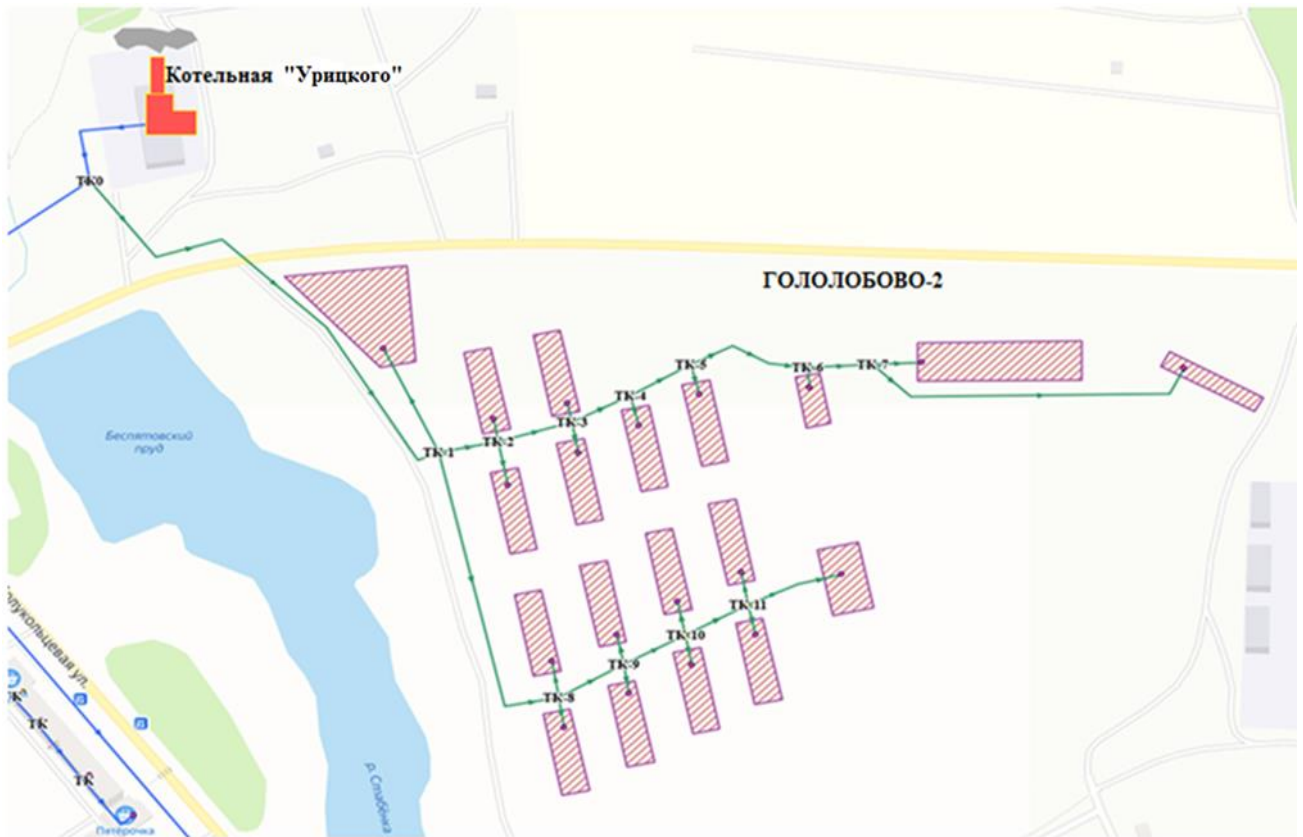 Котельная "Урицкого"
ТК0
ГОЛОЛОБОВО-2
ТК-5
ТК-6
ТК-7
ТК-4
ТК-3
ТК-2
ТК-1
Беспятовский
пруд
ТК-11
ТК-10
ТК-9
ТК-8
Полукольцевая ул.
ТК
ТК
ТК
р. Стабёнка
Пятёрочка